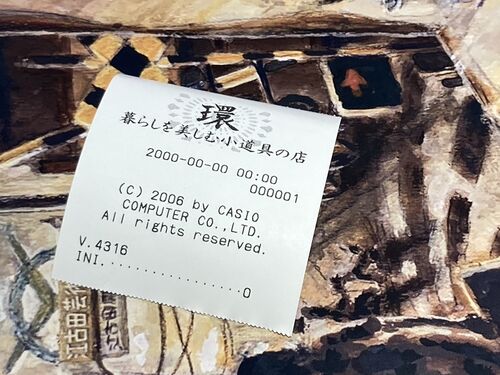 環
暮らしを美しむ小道具の店
2000-00-00 00:00
000001
(C) 2006 by CASIO
COMPUTER CO.,LTD.
All rights reserved.
V.4316
INI.................0